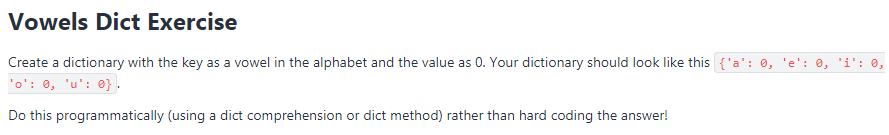 Vowels Dict Exercise
Create a dictionary with the key as a vowel in the alphabet and the value as 0. Your dictionary should look like this {'a': 0, 'e': 0, 'i': 0,
'o': 0, 'u': 0}.
Do this programmatically (using a dict comprehension or dict method) rather than hard coding the answer!